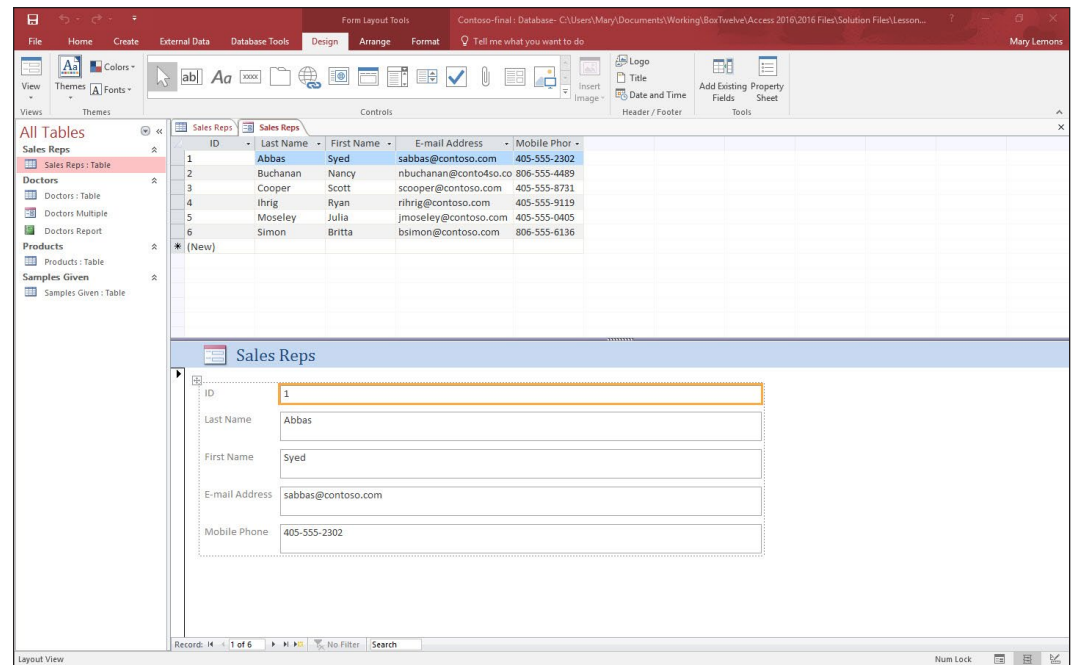 Form Layout Tools Contoso-final : Database- C:\Users\Mary\Documents\Working\BoxTwelve\Access 2016\2016 Files\Solution Files\Lesson... ?
File Home Create External Data Database Tools Design Arrange Format Tell me what you want to do Mary Lemons
View Themes Aa Colors Fonts A ab| Aa xxxx Insert Image Logo Title Date and Time Add Existing Fields Property Sheet
Views Themes Controls Header / Footer Tools
All Tables « Sales Reps Sales Reps ×
Sales Reps ID Last Name First Name E-mail Address Mobile Phor
Sales Reps : Table 1 Abbas Syed sabbas@contoso.com 405-555-2302
2 Buchanan Nancy nbuchanan@conto4so.co 806-555-4489
Doctors 3 Cooper Scott scooper@contoso.com 405-555-8731
Doctors : Table 4 Ihrig Ryan rihrig@contoso.com 405-555-9119
Doctors Multiple 5 Moseley Julia jmoseley@contoso.com 405-555-0405
Doctors Report 6 Simon Britta bsimon@contoso.com 806-555-6136
Products * (New)
Products : Table
Samples Given
Samples Given : Table
Sales Reps
ID 1
Last Name Abbas
First Name Syed
E-mail Address sabbas@contoso.com
Mobile Phone 405-555-2302
Record: 1 of 6 No Filter Search
Layout View Num Lock